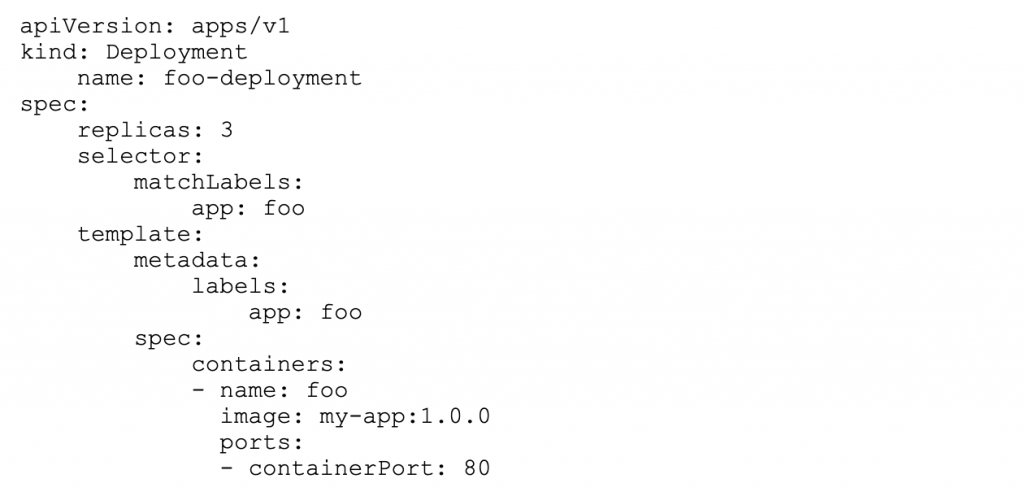 apiVersion: apps/v1
kind: Deployment
    name: foo-deployment
spec:
    replicas: 3
    selector:
        matchLabels:
            app: foo
    template:
        metadata:
            labels:
                app: foo
        spec:
            containers:
            - name: foo
              image: my-app:1.0.0
              ports:
              - containerPort: 80